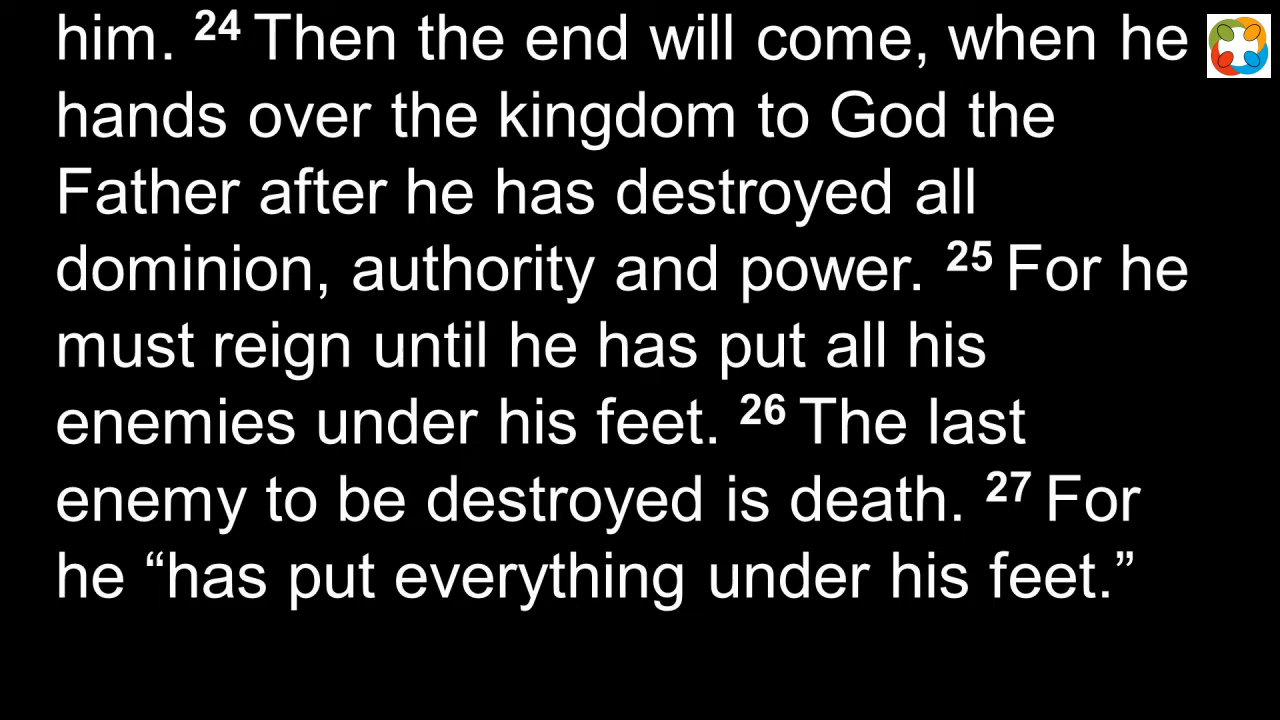 him. 24 Then the end will come, when he
hands over the kingdom to God the
Father after he has destroyed all
dominion, authority and power. 25 For he
must reign until he has put all his
enemies under his feet. 26 The last
enemy to be destroyed is death. 27 For
he “has put everything under his feet.”